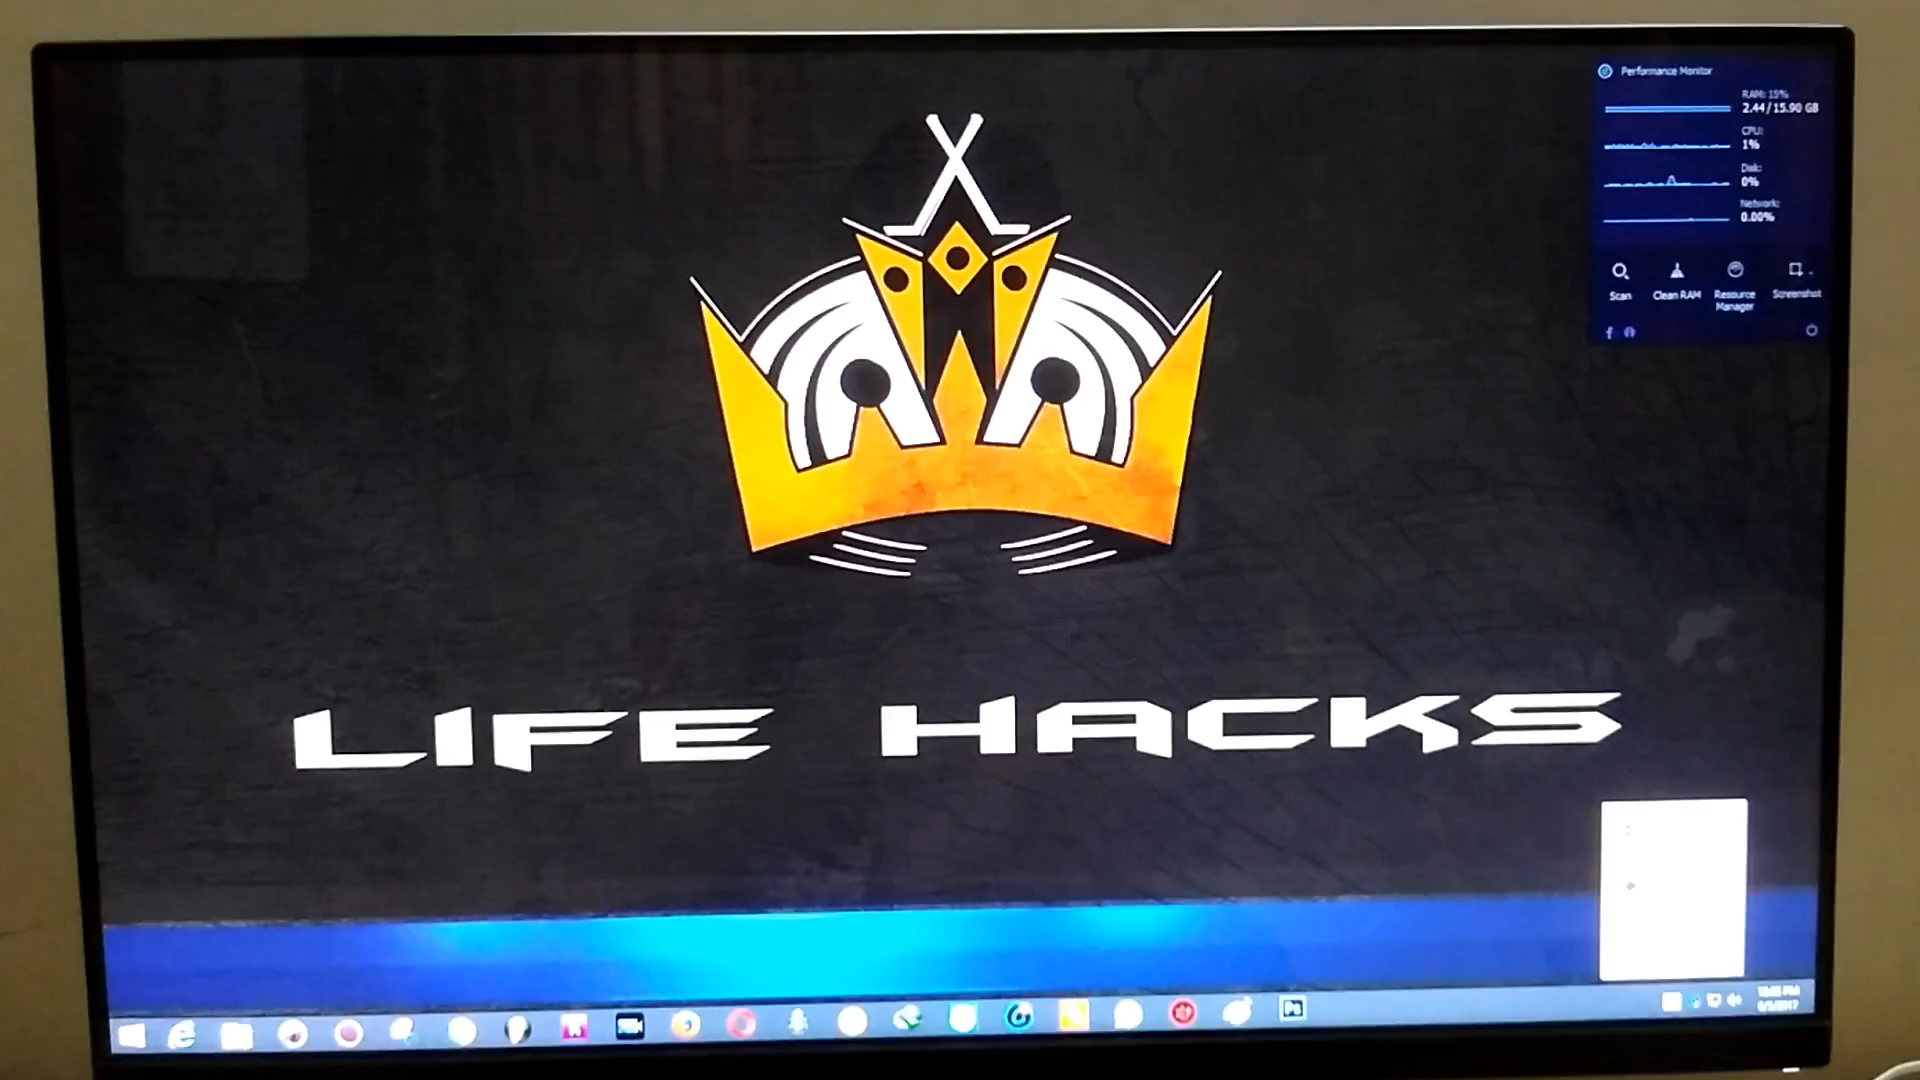 Performance Monitor
RAM: 15%
2.44/15.90 GB
CPU:
1%
Disk:
0%
Network:
0.00%
Scan
Clean RAM
Resource Manager
Screenshot
LIFE HACKS
Ps